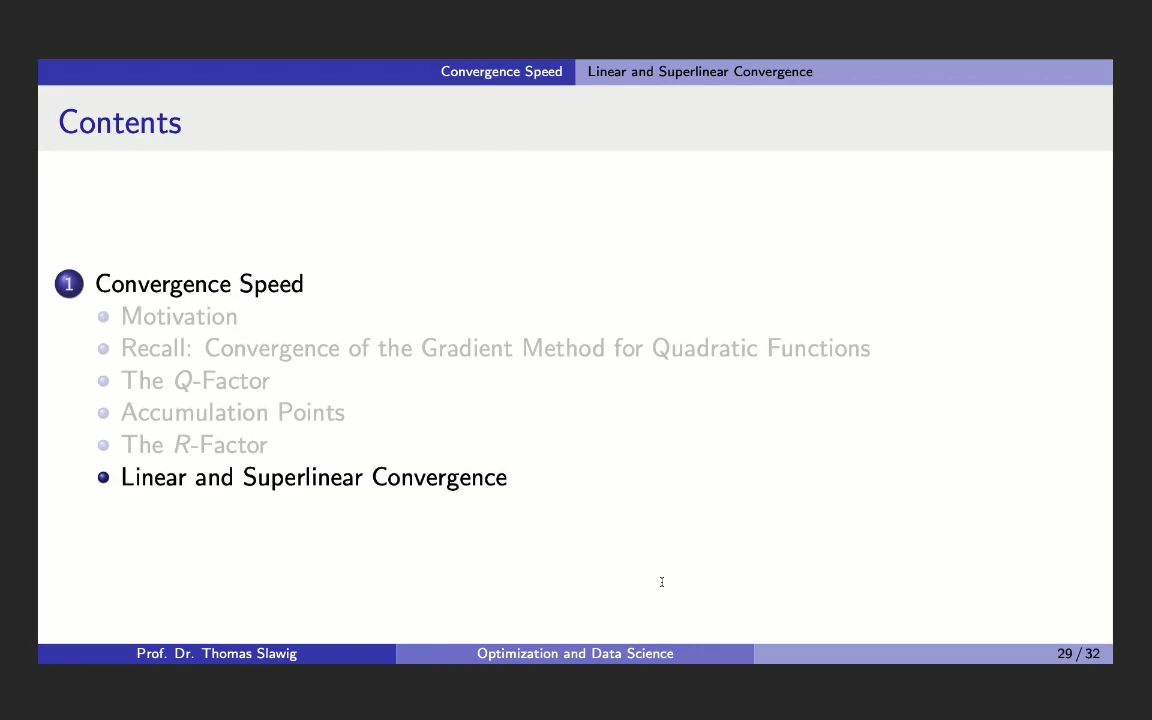 Convergence Speed Linear and Superlinear Convergence
Contents
1 Convergence Speed
Motivation
Recall: Convergence of the Gradient Method for Quadratic Functions
The Q-Factor
Accumulation Points
The R-Factor
Linear and Superlinear Convergence
Prof. Dr. Thomas Slawig Optimization and Data Science 29 / 32